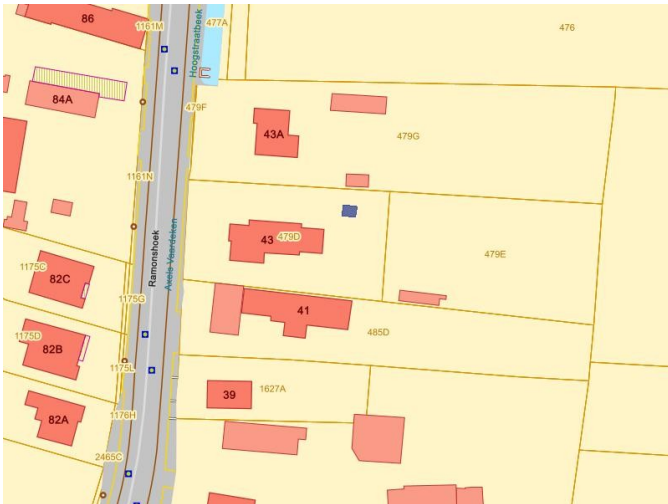 86
1161M
477A
476
Hoogstraatbeek
84A
479F
43A
479G
1161N
Ramonshoek
Axels Vaardeken
43
479D
479E
1175C
82C
1175G
41
485D
1175D
82B
1175L
39
1627A
82A
1176H
2465C